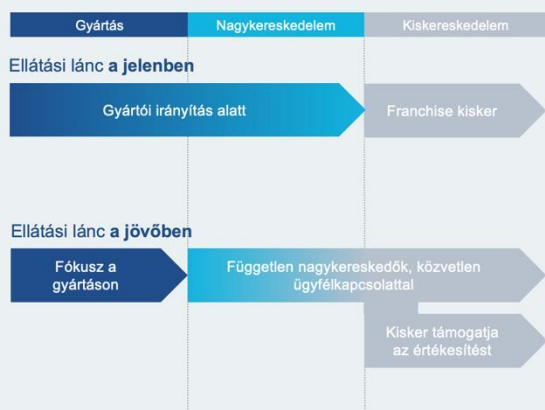 Gyártás
Nagykereskedelem
Kiskereskedelem
Ellátási lánc a jelenben
Gyártói irányítás alatt
Franchise kisker
Ellátási lánc a jövőben
Fókusz a
gyártáson
Független nagykereskedők, közvetlen
ügyfélkapcsolattal
Kisker támogatja
az értékesítést